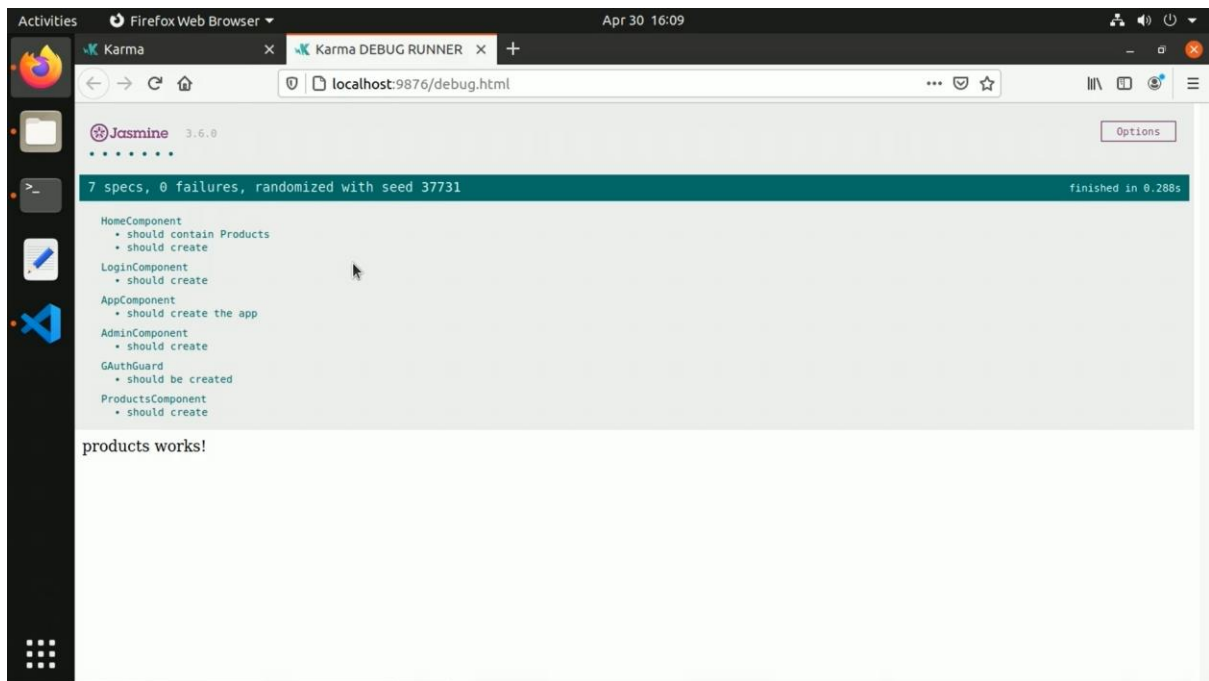 Activities Firefox Web Browser Apr 30 16:09
Karma Karma DEBUG RUNNER
localhost:9876/debug.html
Jasmine 3.6.0 Options
• • • • • • •
7 specs, 0 failures, randomized with seed 37731 finished in 0.288s
HomeComponent
• should contain Products
• should create
LoginComponent
• should create
AppComponent
• should create the app
AdminComponent
• should create
GAuthGuard
• should be created
ProductsComponent
• should create
products works!